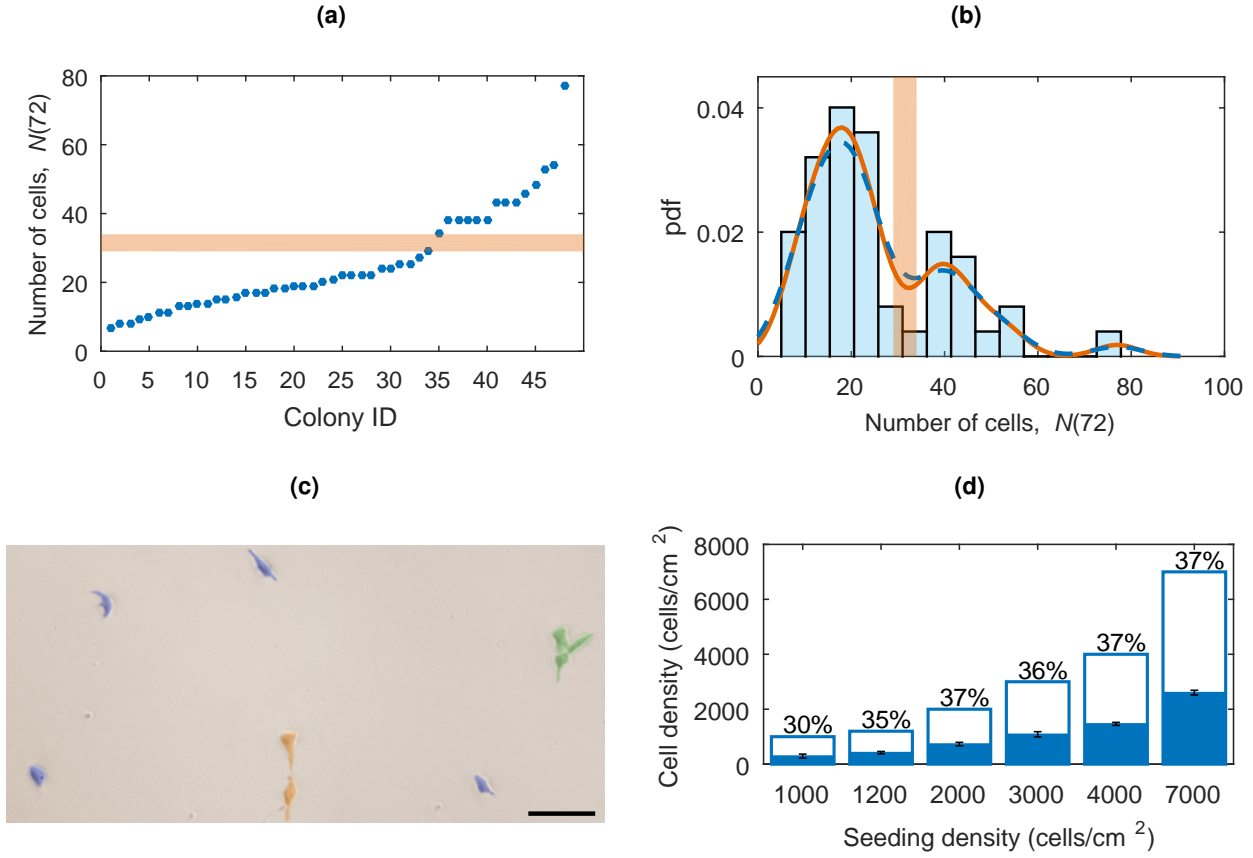 (a)
Number of cells, N(72)
80
60
40
20
0
0 5 10 15 20 25 30 35 40 45
Colony ID
(b)
pdf
0.04
0.02
0
0 20 40 60 80 100
Number of cells, N(72)
(c)
(d)
Cell density (cells/cm ²)
8000
6000
4000
2000
0
30% 35% 37% 36% 37% 37%
1000 1200 2000 3000 4000 7000
Seeding density (cells/cm ²)